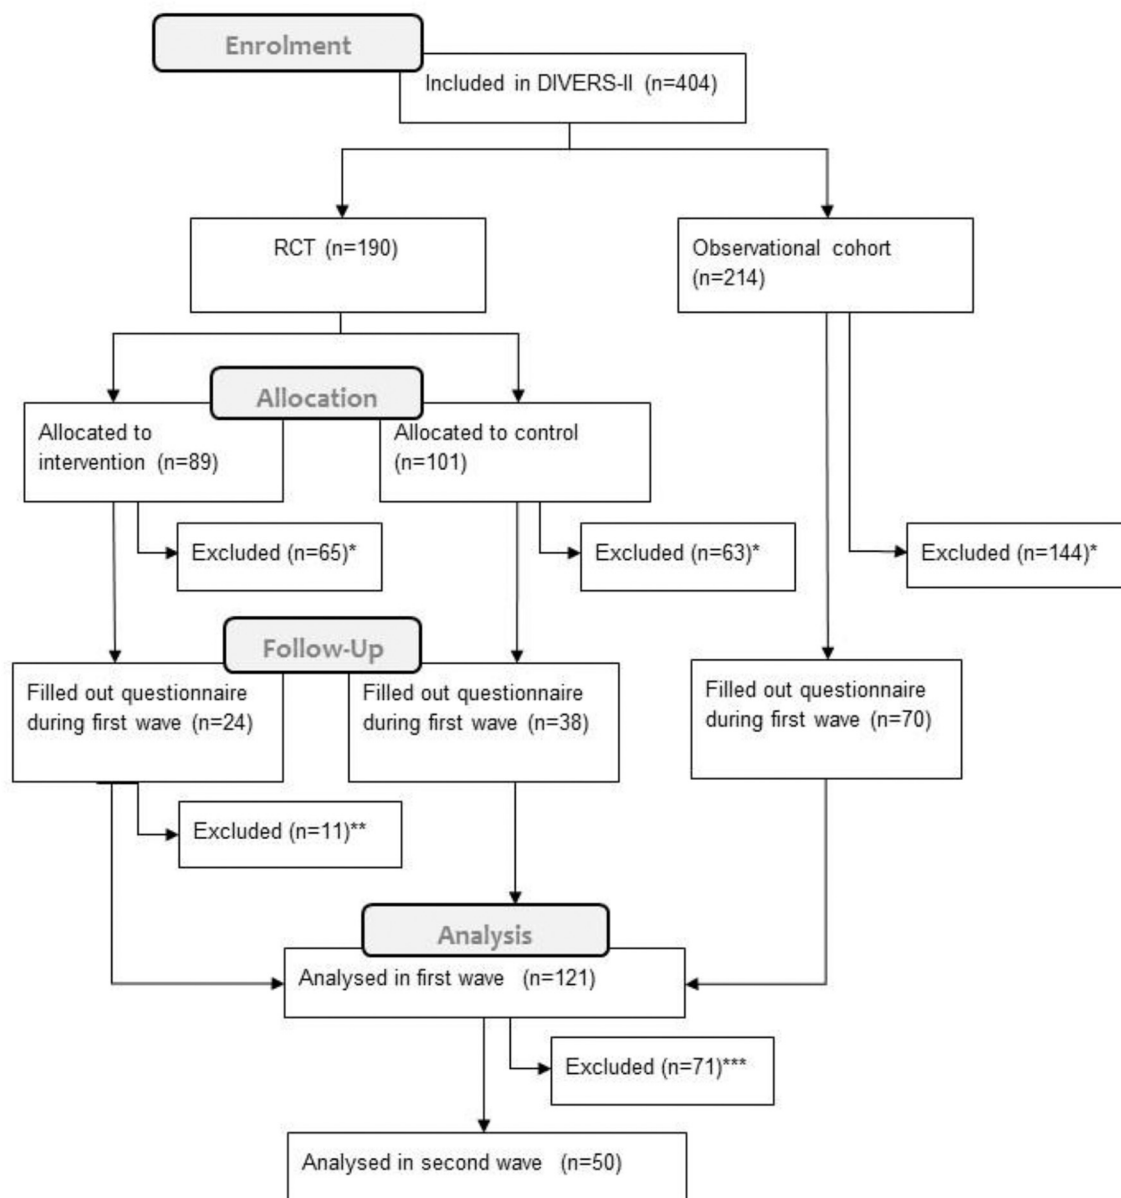 Enrolment
Included in DIVERS-II (n=404)
RCT (n=190)
Observational cohort
(n=214)
Allocation
Allocated to
intervention (n=89)
Allocated to control
(n=101)
Excluded (n=65)*
Excluded (n=63)*
Excluded (n=144)*
Follow-Up
Filled out questionnaire
during first wave (n=24)
Filled out questionnaire
during first wave (n=38)
Filled out questionnaire
during first wave (n=70)
Excluded (n=11)**
Analysis
Analysed in first wave (n=121)
Excluded (n=71)***
Analysed in second wave (n=50)